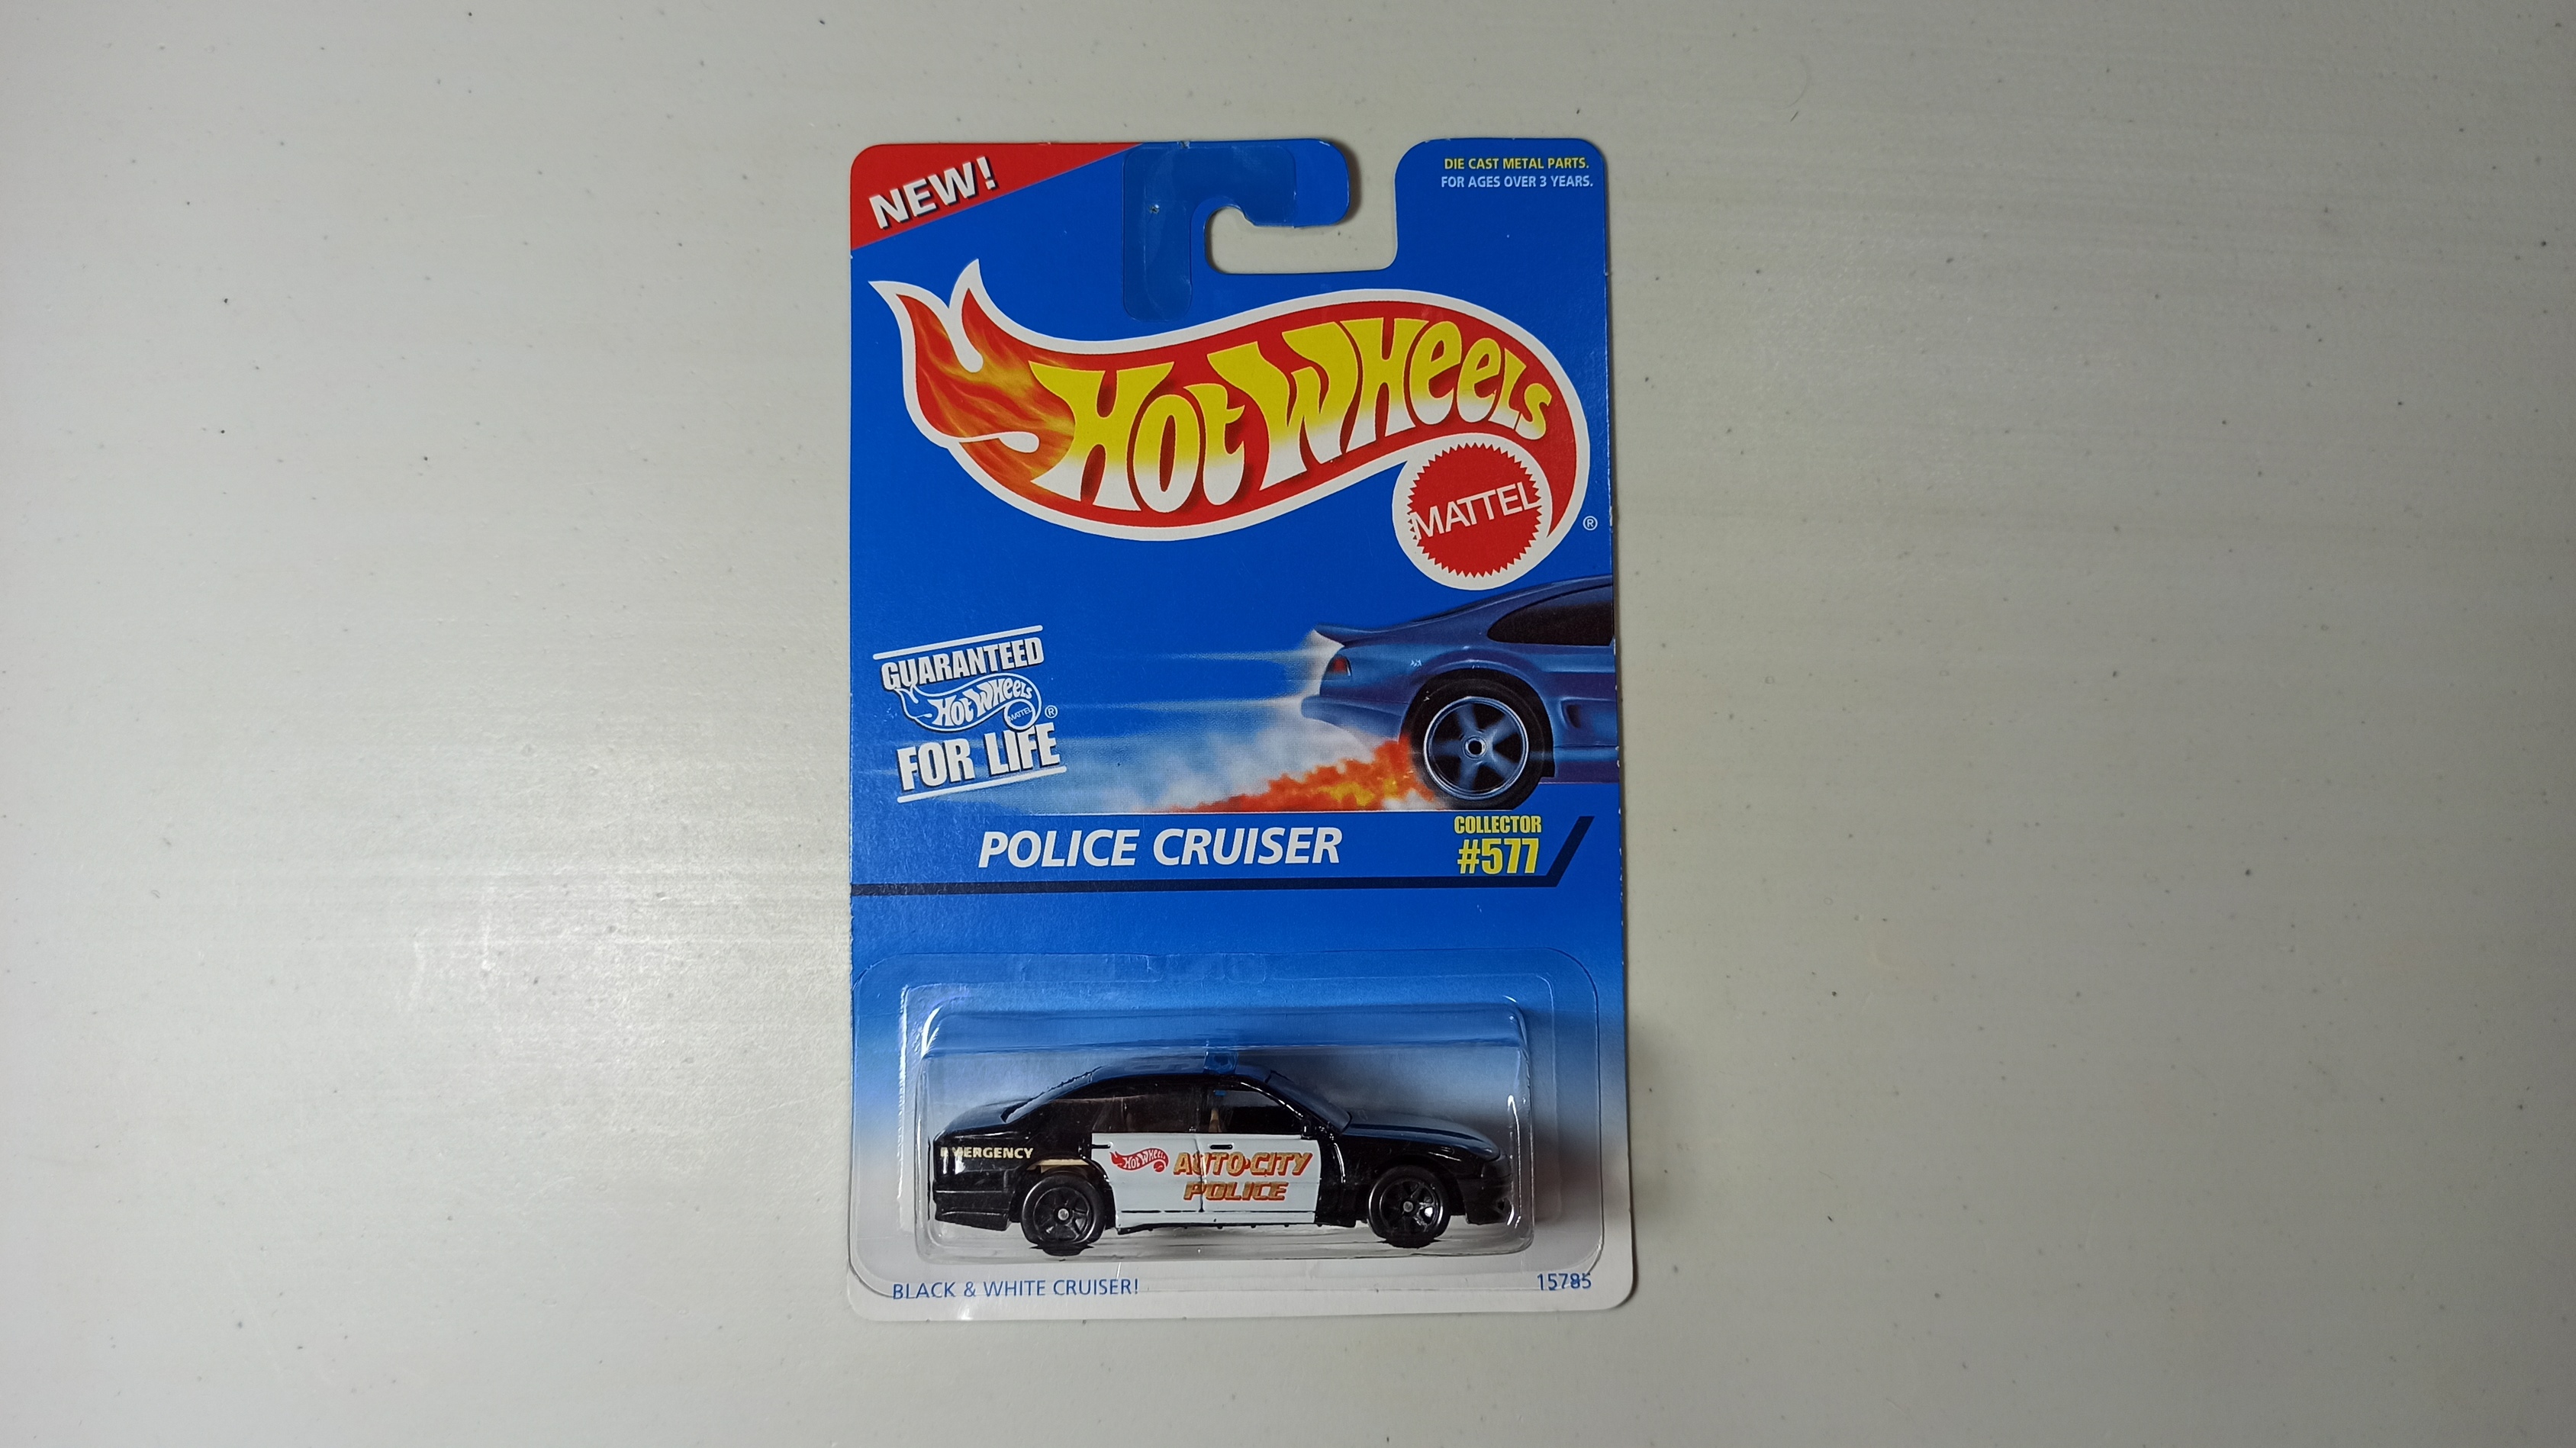 NEW!
DIE CAST METAL PARTS.
FOR AGES OVER 3 YEARS.
HOT WHEELS
MATTEL
®
GUARANTEED
HOT WHEELS
MATTEL ®
FOR LIFE
POLICE CRUISER
COLLECTOR
#577
EMERGENCY
HOT WHEELS
AUTO•CITY
POLICE
BLACK & WHITE CRUISER!
15785